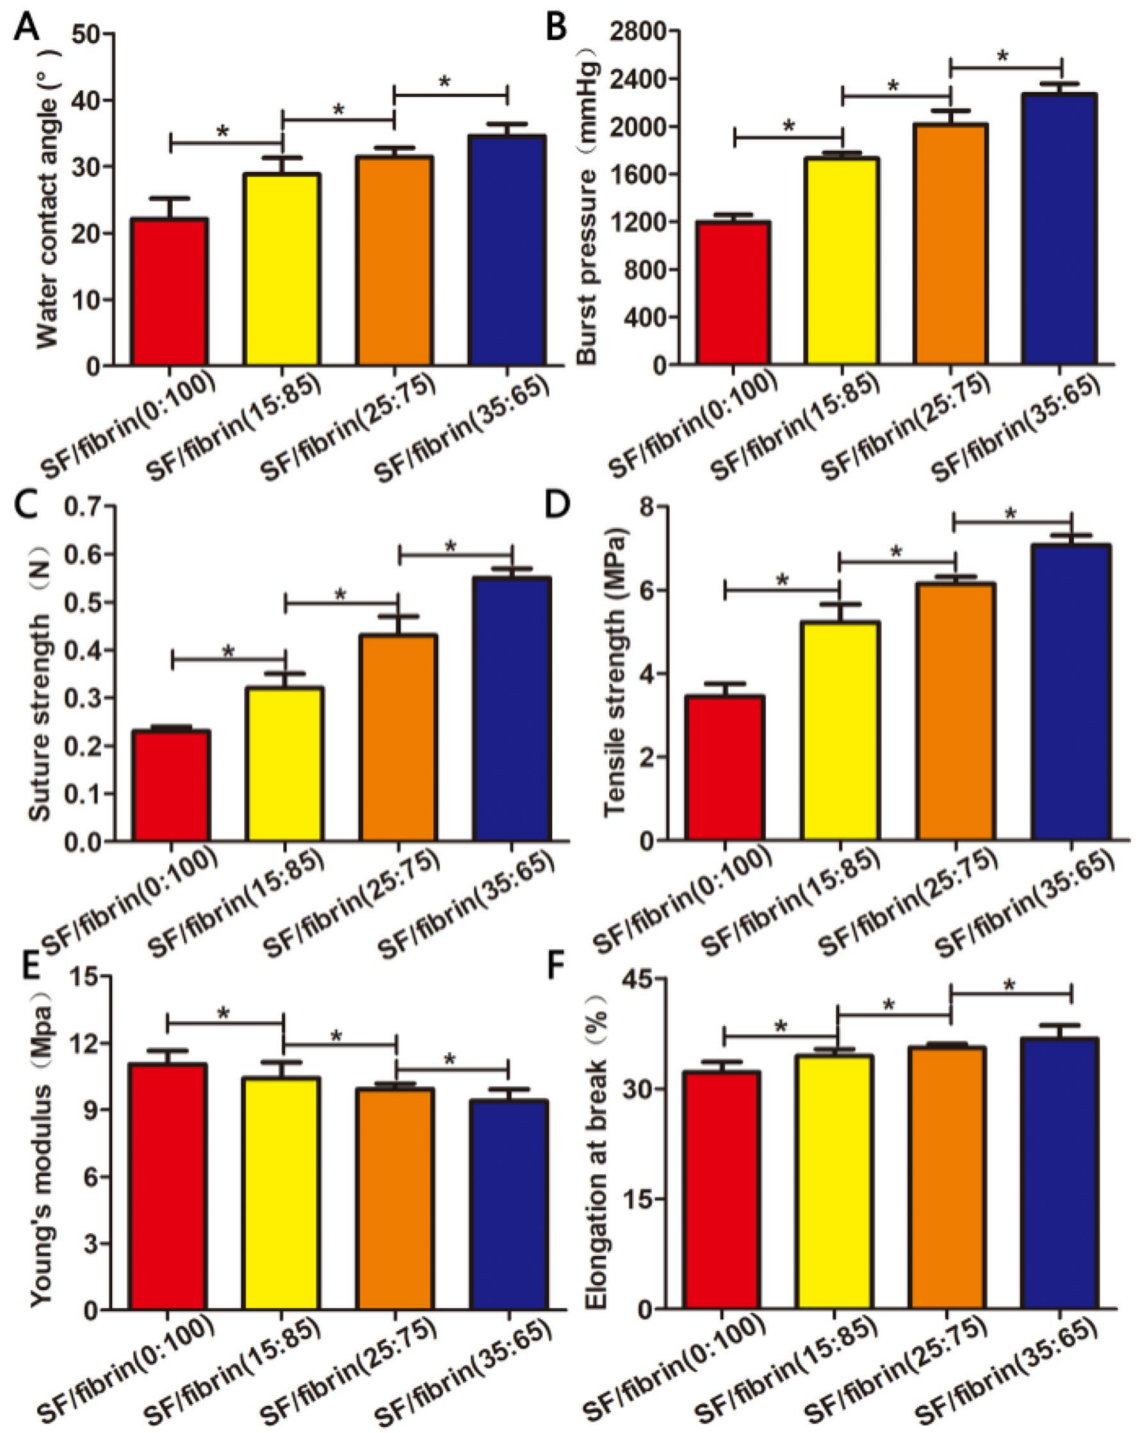 A
Water contact angle (°)
50
40
30
20
10
0
*
*
*
SF/fibrin(0:100)
SF/fibrin(15:85)
SF/fibrin(25:75)
SF/fibrin(35:65)
B
Burst pressure（mmHg）
2800
2400
2000
1600
1200
800
400
0
*
*
*
SF/fibrin(0:100)
SF/fibrin(15:85)
SF/fibrin(25:75)
SF/fibrin(35:65)
C
Suture strength （N）
0.7
0.6
0.5
0.4
0.3
0.2
0.1
0.0
*
*
*
SF/fibrin(0:100)
SF/fibrin(15:85)
SF/fibrin(25:75)
SF/fibrin(35:65)
D
Tensile strength (MPa)
8
6
4
2
0
*
*
*
SF/fibrin(0:100)
SF/fibrin(15:85)
SF/fibrin(25:75)
SF/fibrin(35:65)
E
Young's modulus（Mpa）
15
12
9
6
3
0
*
*
*
SF/fibrin(0:100)
SF/fibrin(15:85)
SF/fibrin(25:75)
SF/fibrin(35:65)
F
Elongation at break（%）
45
30
15
0
*
*
*
SF/fibrin(0:100)
SF/fibrin(15:85)
SF/fibrin(25:75)
SF/fibrin(35:65)